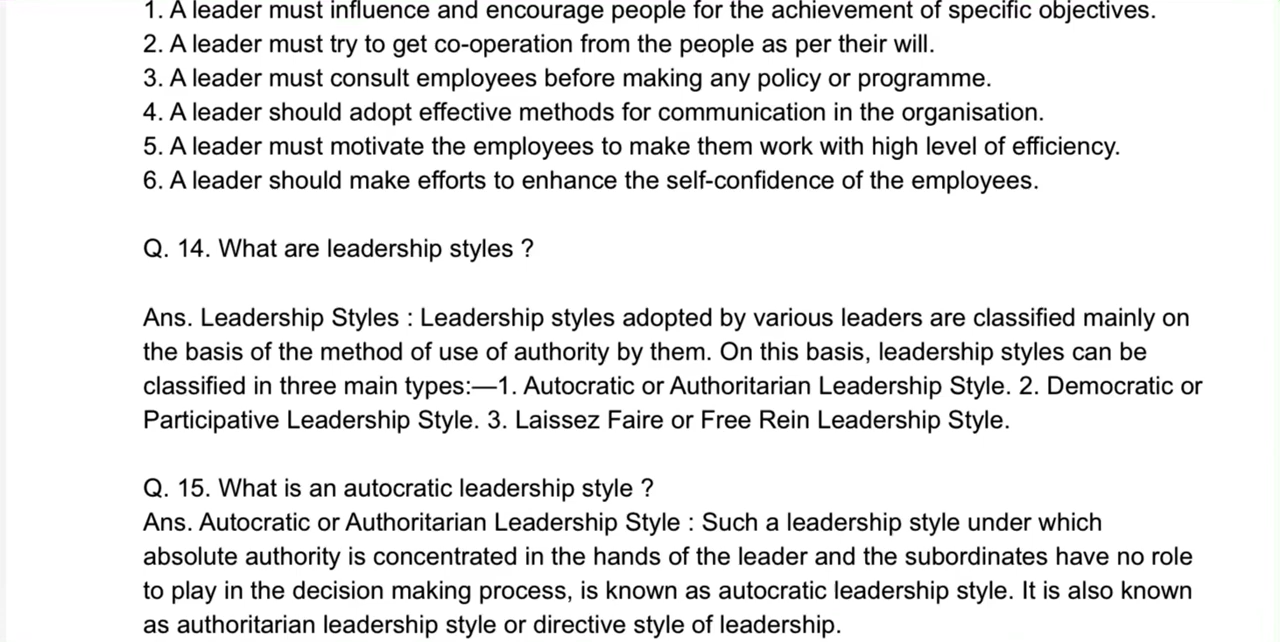 1. A leader must influence and encourage people for the achievement of specific objectives.
2. A leader must try to get co-operation from the people as per their will.
3. A leader must consult employees before making any policy or programme.
4. A leader should adopt effective methods for communication in the organisation.
5. A leader must motivate the employees to make them work with high level of efficiency.
6. A leader should make efforts to enhance the self-confidence of the employees.
Q. 14. What are leadership styles ?
Ans. Leadership Styles : Leadership styles adopted by various leaders are classified mainly on
the basis of the method of use of authority by them. On this basis, leadership styles can be
classified in three main types:—1. Autocratic or Authoritarian Leadership Style. 2. Democratic or
Participative Leadership Style. 3. Laissez Faire or Free Rein Leadership Style.
Q. 15. What is an autocratic leadership style ?
Ans. Autocratic or Authoritarian Leadership Style : Such a leadership style under which
absolute authority is concentrated in the hands of the leader and the subordinates have no role
to play in the decision making process, is known as autocratic leadership style. It is also known
as authoritarian leadership style or directive style of leadership.